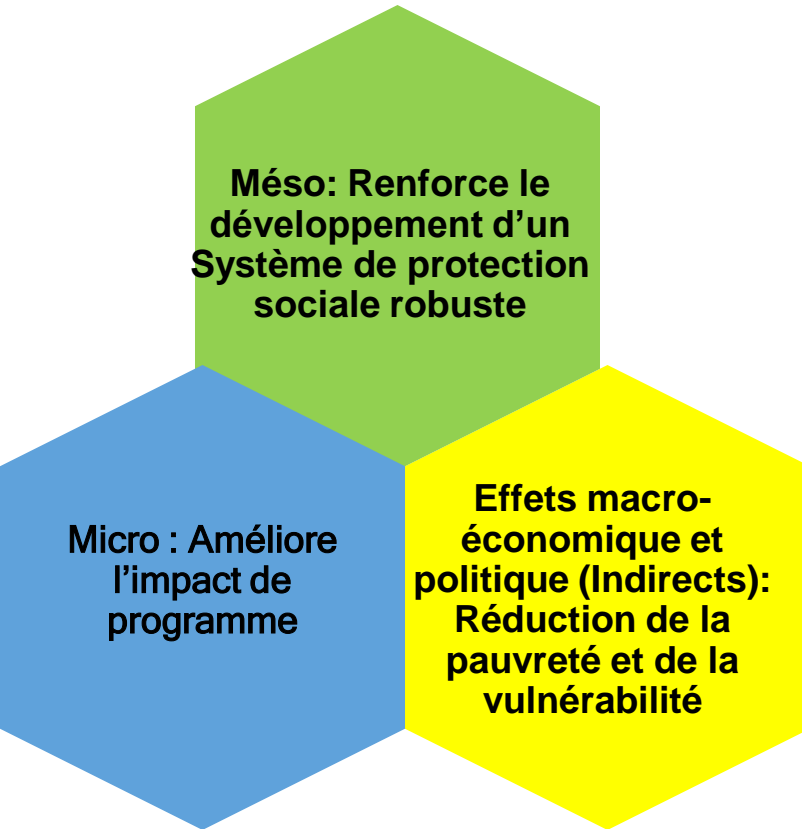 Méso: Renforce le
développement d’un
Système de protection
sociale robuste
Micro : Améliore
l’impact de
programme
Effets macro-
économique et
politique (Indirects):
Réduction de la
pauvreté et de la
vulnérabilité